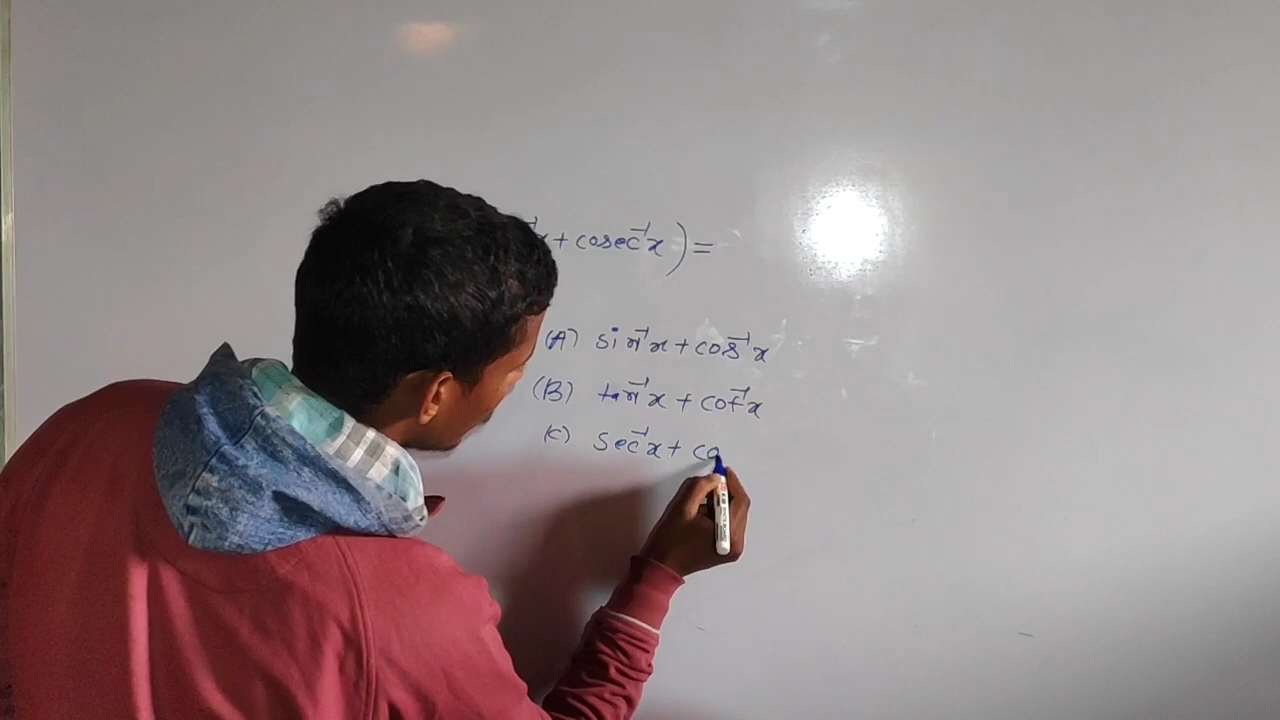 + cosec⁻¹x) =
(A) sin⁻¹x + cos⁻¹x
(B) tan⁻¹x + cot⁻¹x
(C) sec⁻¹x + co